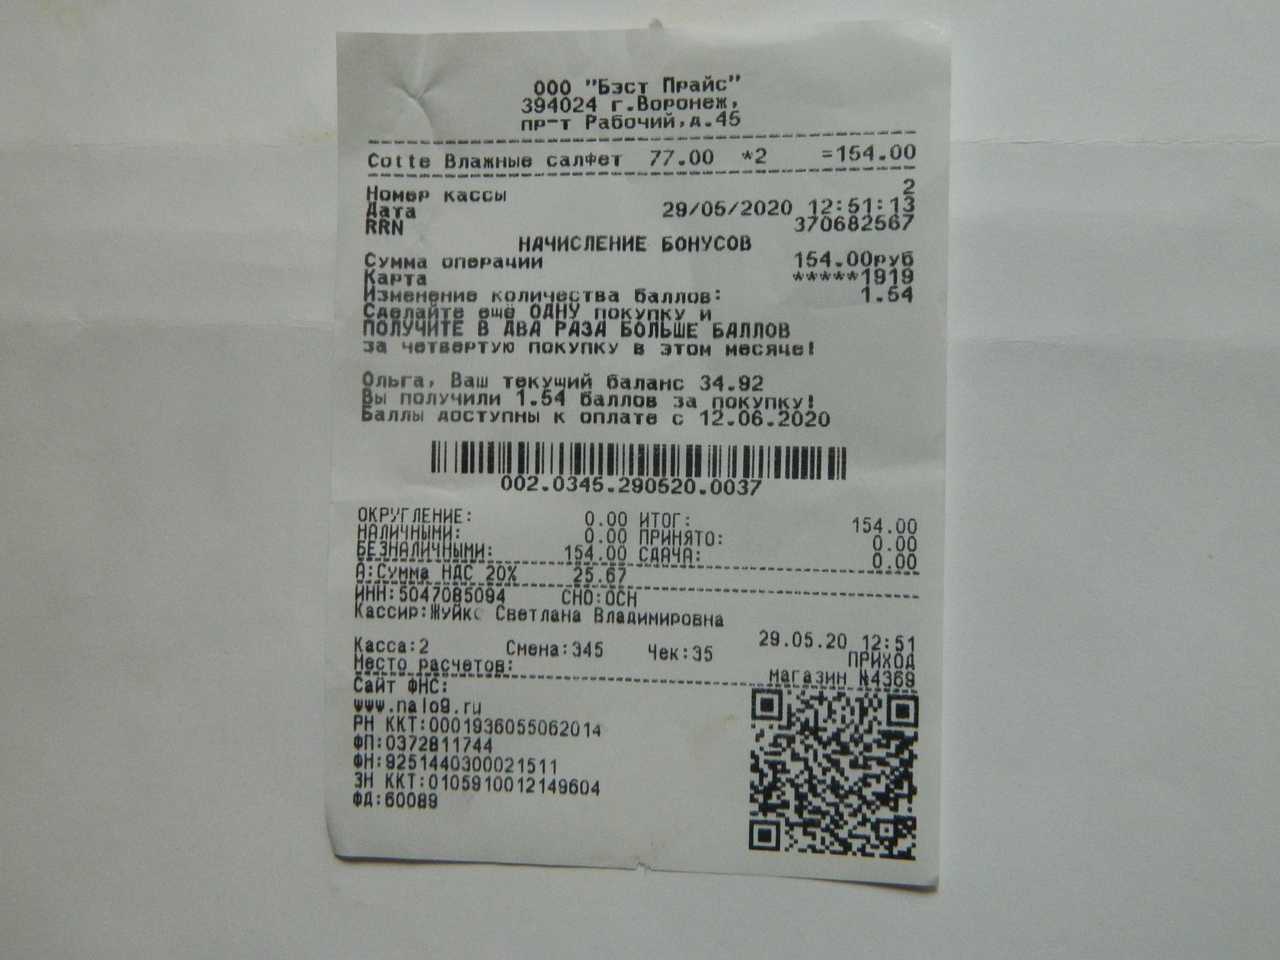 ООО "Бэст Прайс"
394024 г.Воронеж,
пр-т Рабочий,д.45
Cotte Влажные салфет 77.00 *2 =154.00
Номер кассы 2
Дата 29/05/2020 12:51:13
RRN 370682567
НАЧИСЛЕНИЕ БОНУСОВ
Сумма операции 154.00руб
Карта *****1919
Изменение количества баллов: 1.54
Сделайте ещё ОДНУ покупку и
ПОЛУЧИТЕ В ДВА РАЗА БОЛЬШЕ БАЛЛОВ
за четвертую покупку в этом месяце!
Ольга, Ваш текущий баланс 34.92
Вы получили 1.54 баллов за покупку!
Баллы доступны к оплате с 12.06.2020
002.0345.290520.0037
ОКРУГЛЕНИЕ: 0.00 ИТОГ: 154.00
НАЛИЧНЫМИ: 0.00 ПРИНЯТО: 0.00
БЕЗНАЛИЧНЫМИ: 154.00 СДАЧА: 0.00
А:Сумма НДС 20% 25.67
ИНН:5047085094 СНО:ОСН
Кассир: Светлана Владимировна
29.05.20 12:51
Касса:2 Смена:345 Чек:35 ПРИХОД
Место расчетов: магазин №4369
Сайт ФНС:
www.nalog.ru
РН ККТ:0001936055062014
ФП:0372811744
ФН:9251440300021511
ЗН ККТ:0105910012149604
ФД:60089